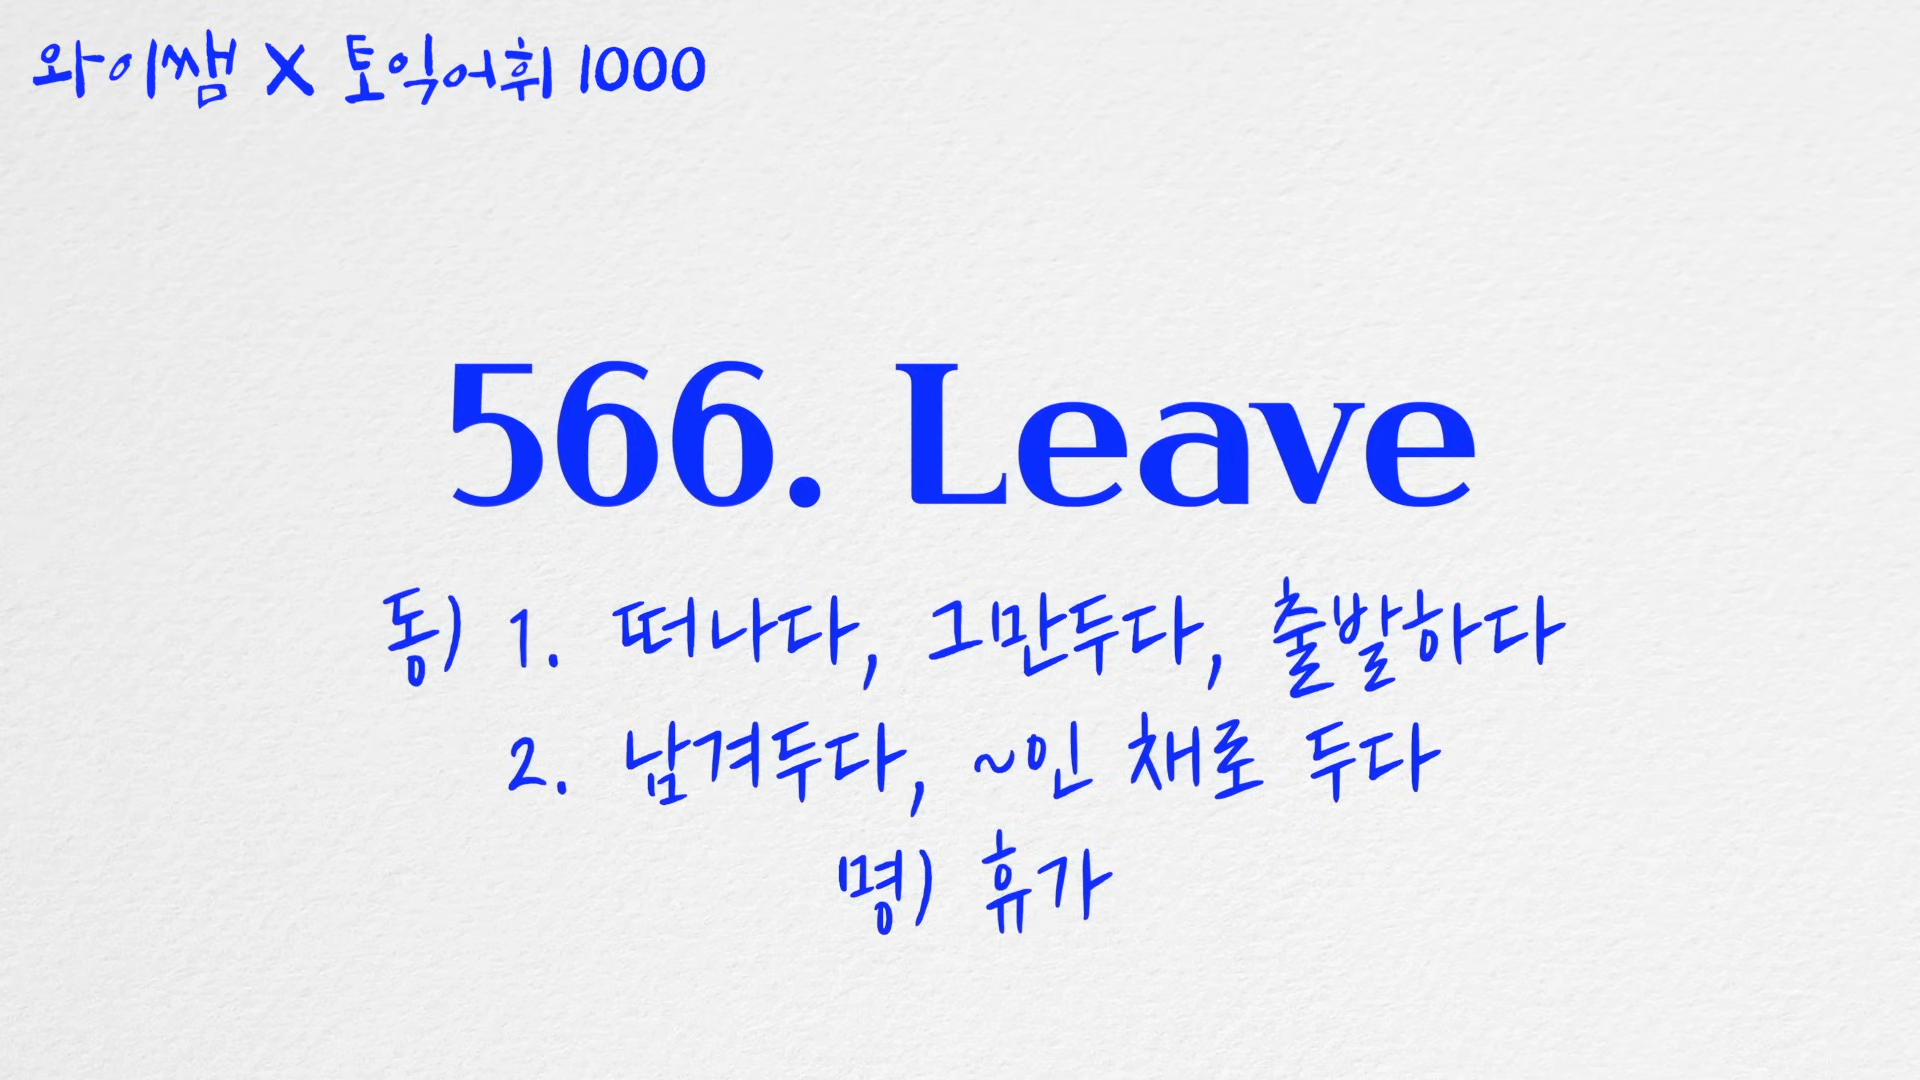 와이쌤 X 토익어휘 1000
566. Leave
동) 1. 떠나다, 그만두다, 출발하다
2. 남겨두다, ~인 채로 두다
명) 휴가